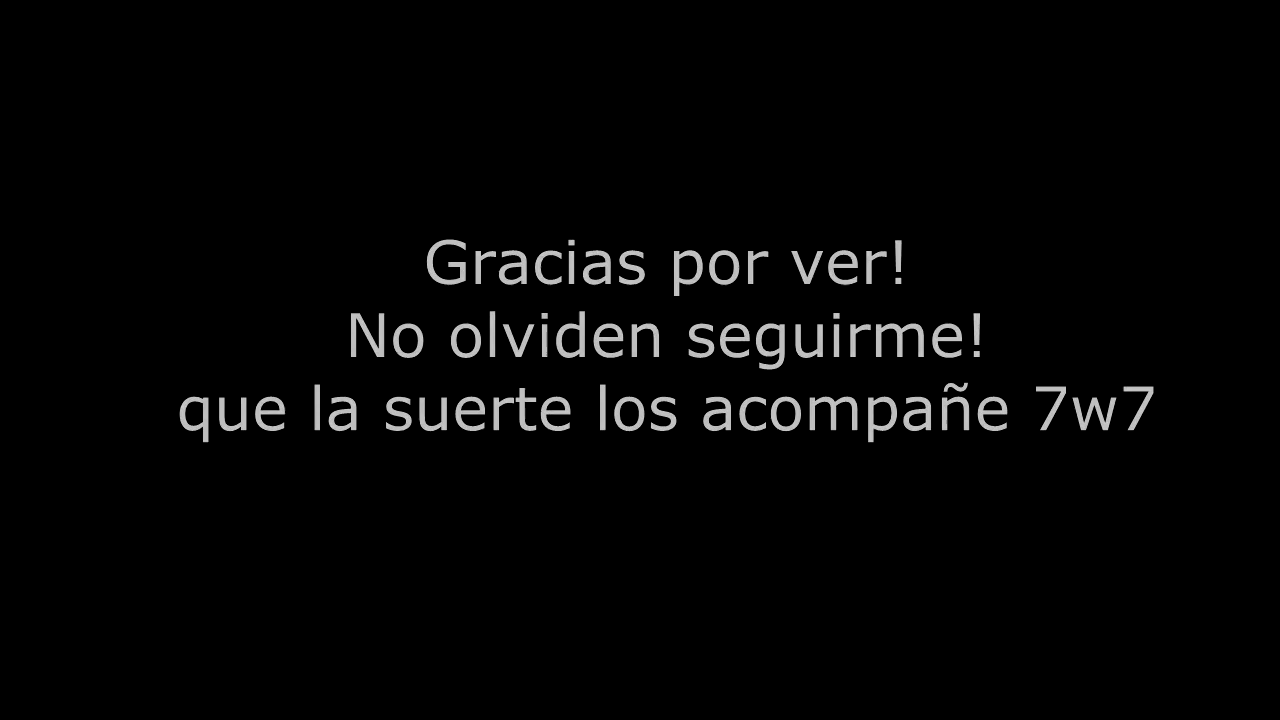 Gracias por ver!
No olviden seguirme!
que la suerte los acompañe 7w7